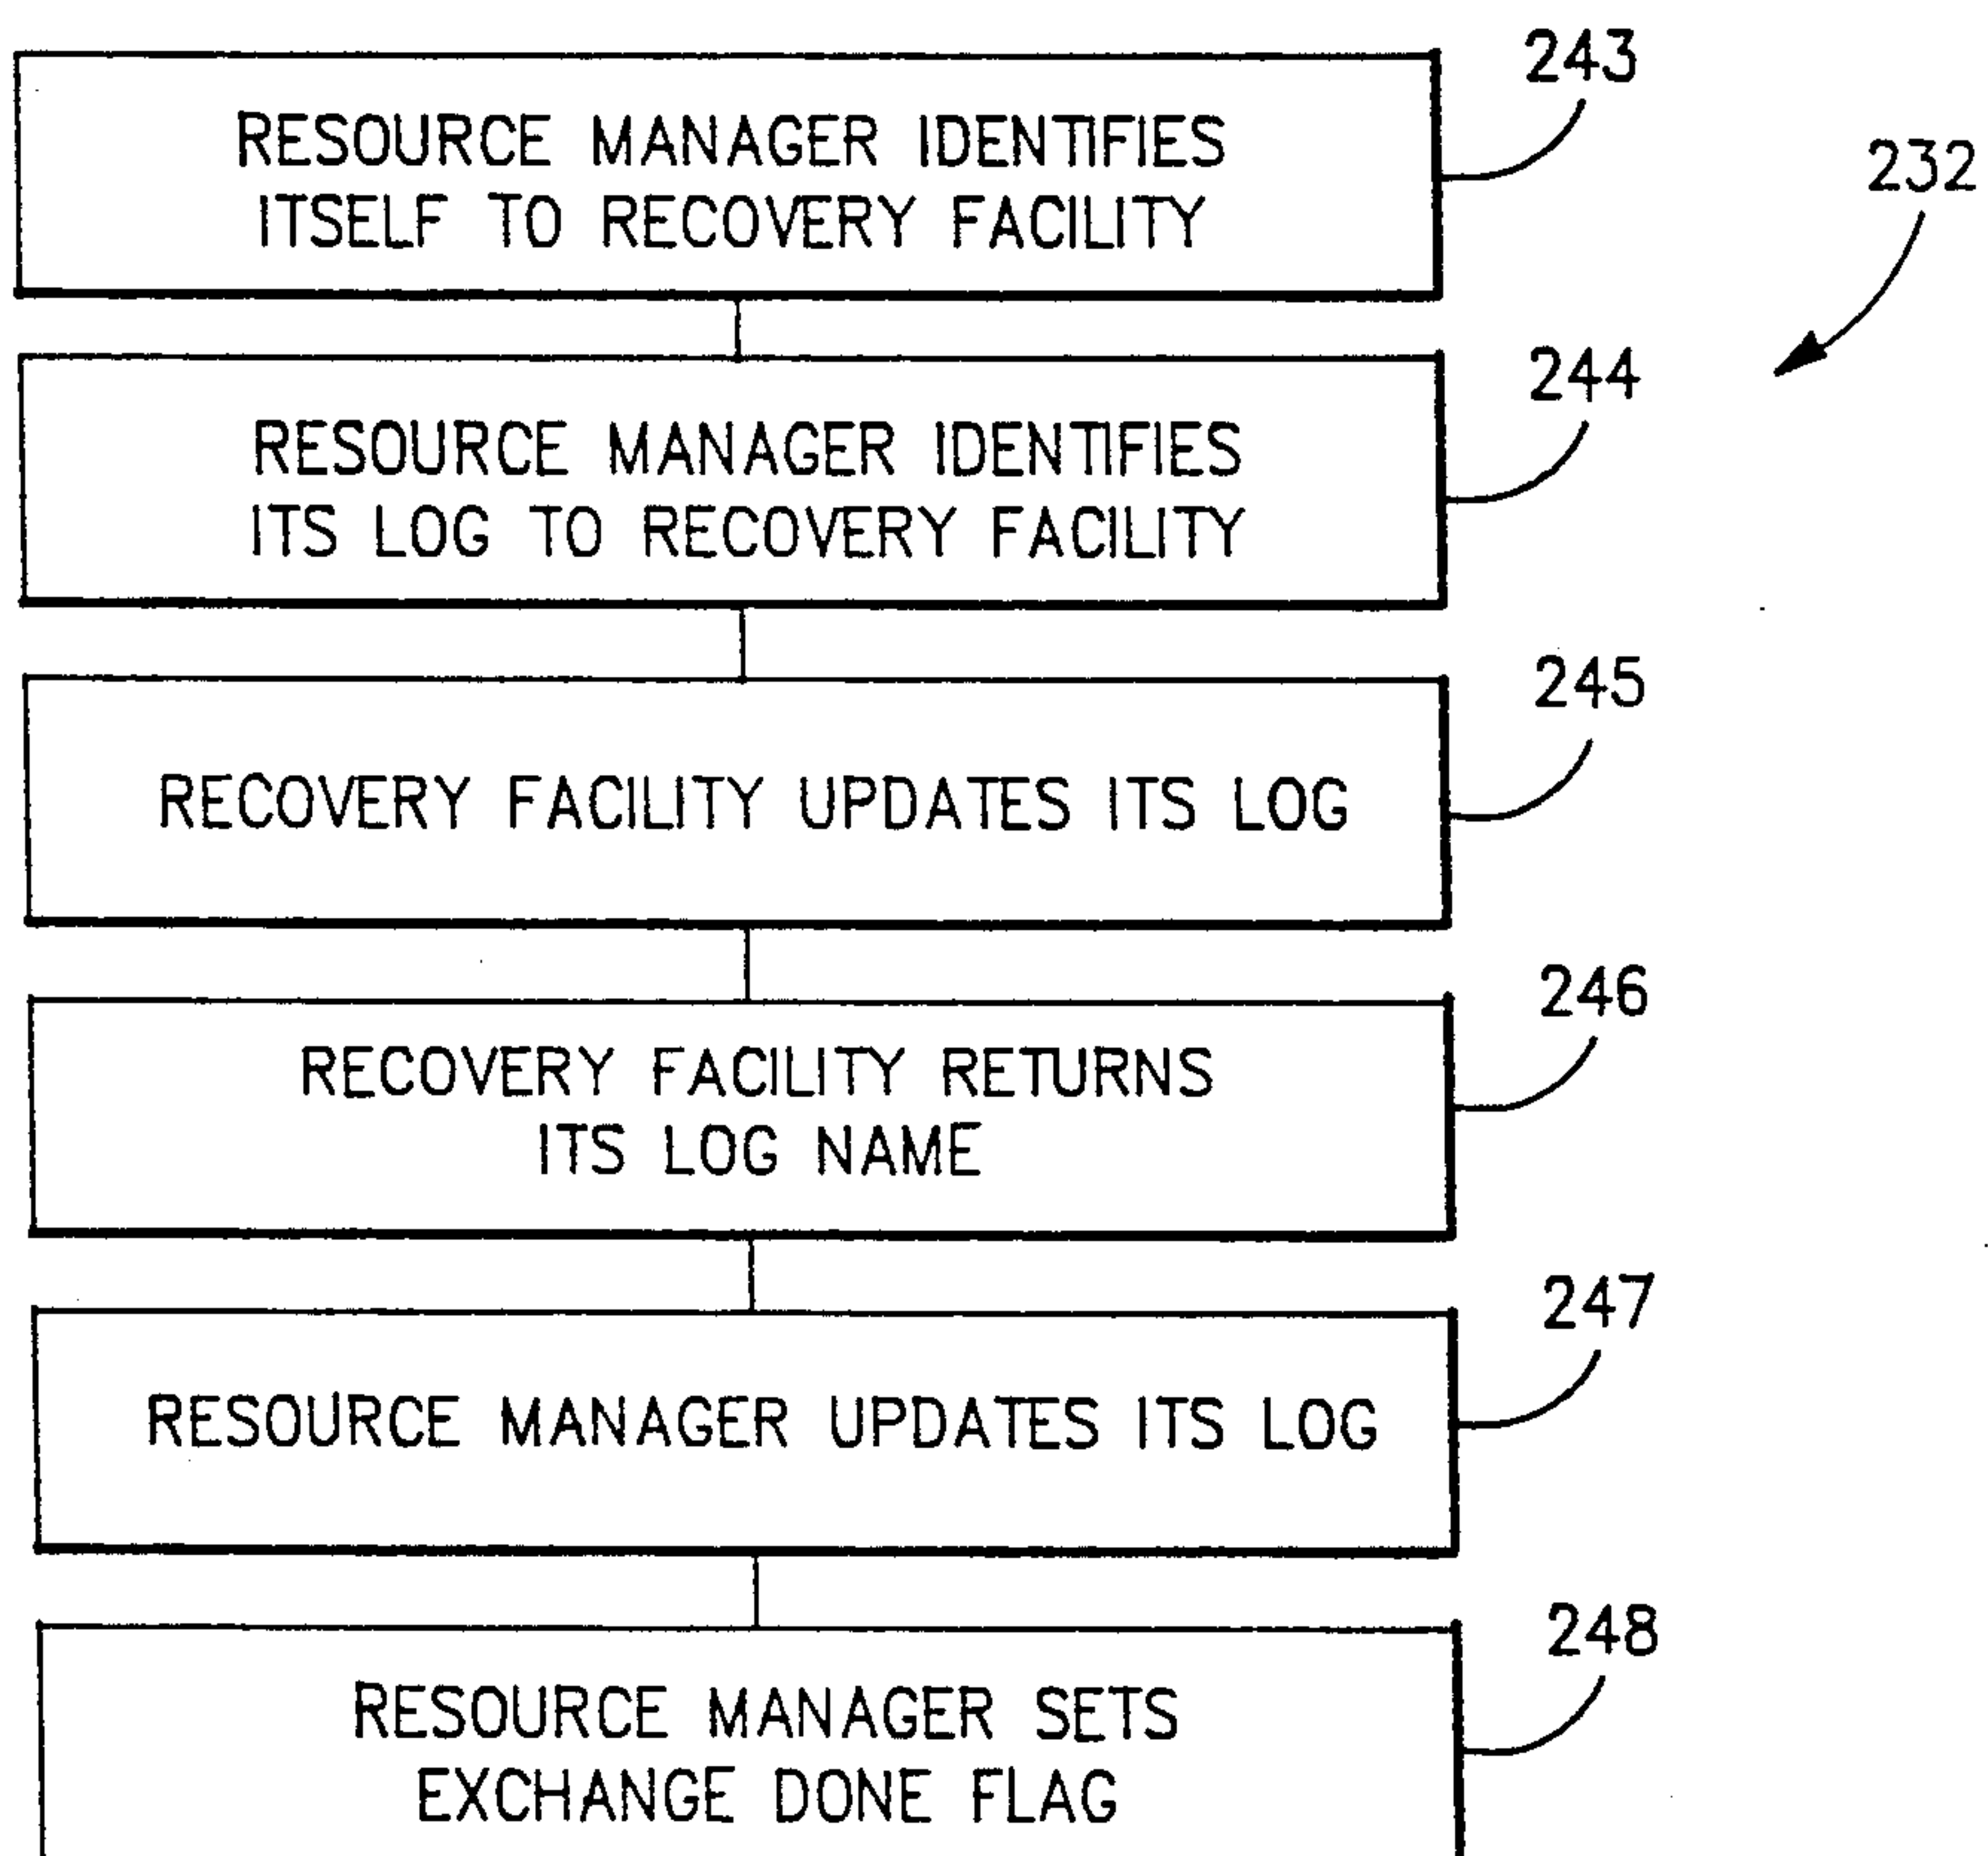 243
RESOURCE MANAGER IDENTIFIES
ITSELF TO RECOVERY FACILITY
232
244
RESOURCE MANAGER IDENTIFIES
ITS LOG TO RECOVERY FACILITY
245
RECOVERY FACILITY UPDATES ITS LOG
246
RECOVERY FACILITY RETURNS
ITS LOG NAME
247
RESOURCE MANAGER UPDATES ITS LOG
248
RESOURCE MANAGER SETS
EXCHANGE DONE FLAG